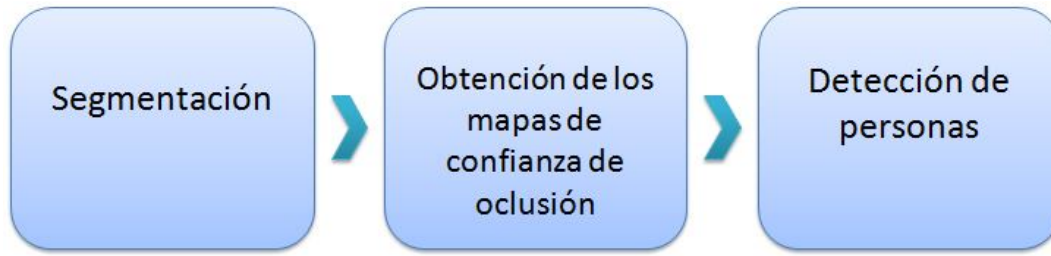 Segmentación
Obtención de los
mapas de
confianza de
oclusión
Detección de
personas